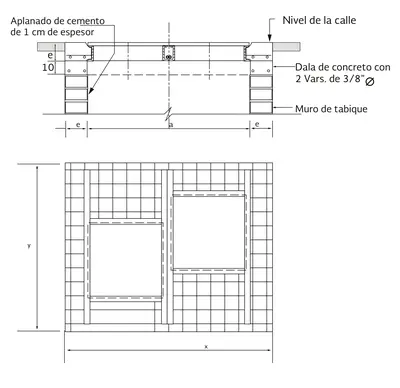 Aplanado de cemento
de 1 cm de espesor
Nivel de la calle
e
10
Dala de concreto con
2 Vars. de 3/8"Ø
Muro de tabique
e
a
e
y
x